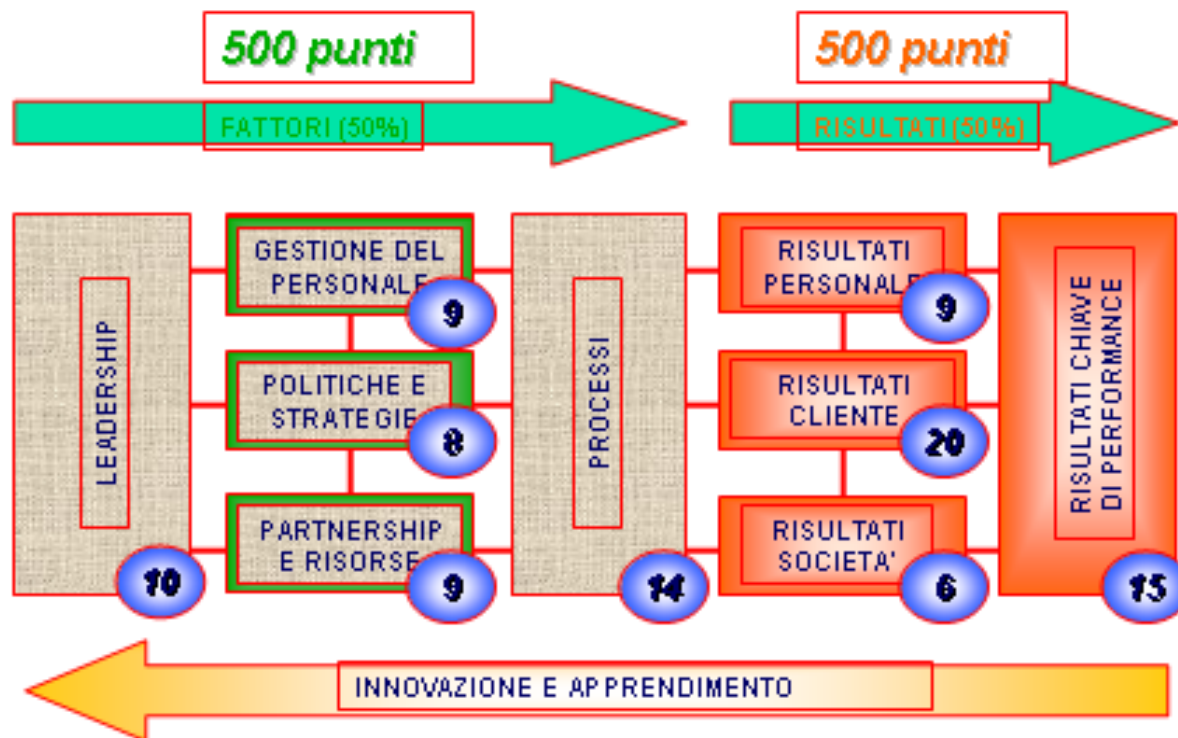 500 punti
500 punti
FATTORI (50%)
RISULTATI (50%)
LEADERSHIP
10
GESTIONE DEL
PERSONALE
9
POLITICHE E
STRATEGIE
8
PARTNERSHIP
E RISORSE
9
PROCESSI
14
RISULTATI
PERSONALE
9
RISULTATI
CLIENTE
20
RISULTATI
SOCIETA'
6
RISULTATI CHIAVE
DI PERFORMANCE
15
INNOVAZIONE E APPRENDIMENTO